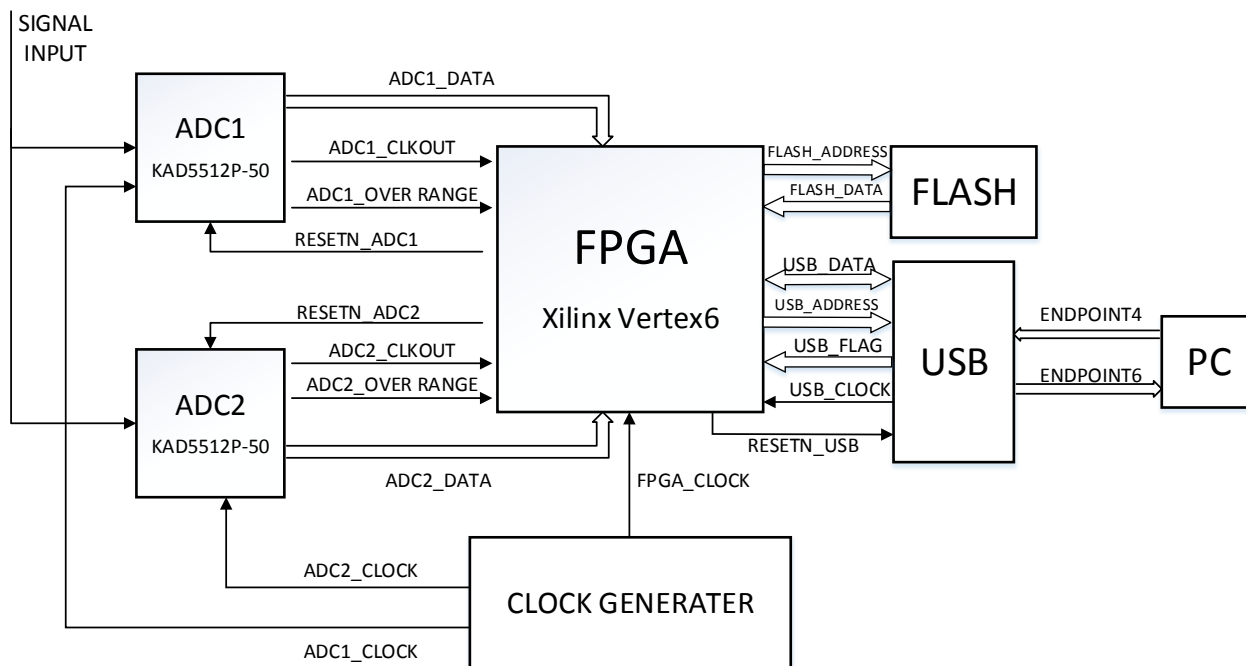 SIGNAL
INPUT
ADC1
KAD5512P-50
ADC1_DATA
ADC1_CLKOUT
ADC1_OVER RANGE
RESETN_ADC1
FPGA
Xilinx Vertex6
FLASH_ADDRESS
FLASH_DATA
FLASH
RESETN_ADC2
ADC2_CLKOUT
ADC2_OVER RANGE
ADC2
KAD5512P-50
ADC2_DATA
USB_DATA
USB_ADDRESS
USB_FLAG
USB_CLOCK
RESETN_USB
USB
ENDPOINT4
ENDPOINT6
PC
FPGA_CLOCK
ADC2_CLOCK
ADC1_CLOCK
CLOCK GENERATER